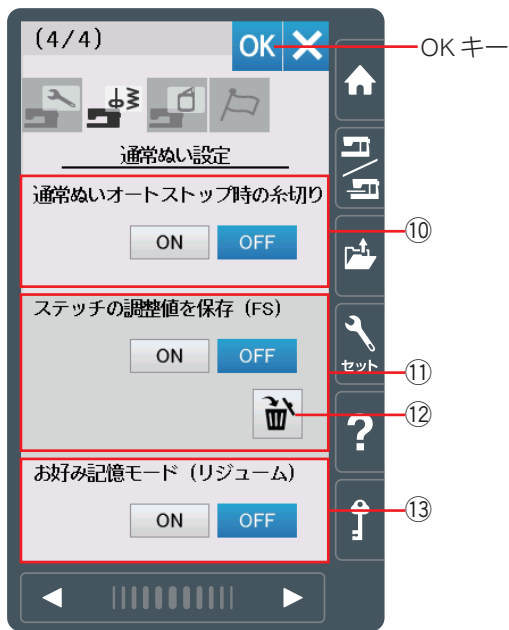 (4/4)
OK
OK キー
通常ぬい設定
通常ぬいオートストップ時の糸切り
ON
OFF
⑩
ステッチの調整値を保存（FS）
ON
OFF
セット
⑪
⑫
?
お好み記憶モード（リジューム）
ON
OFF
⑬